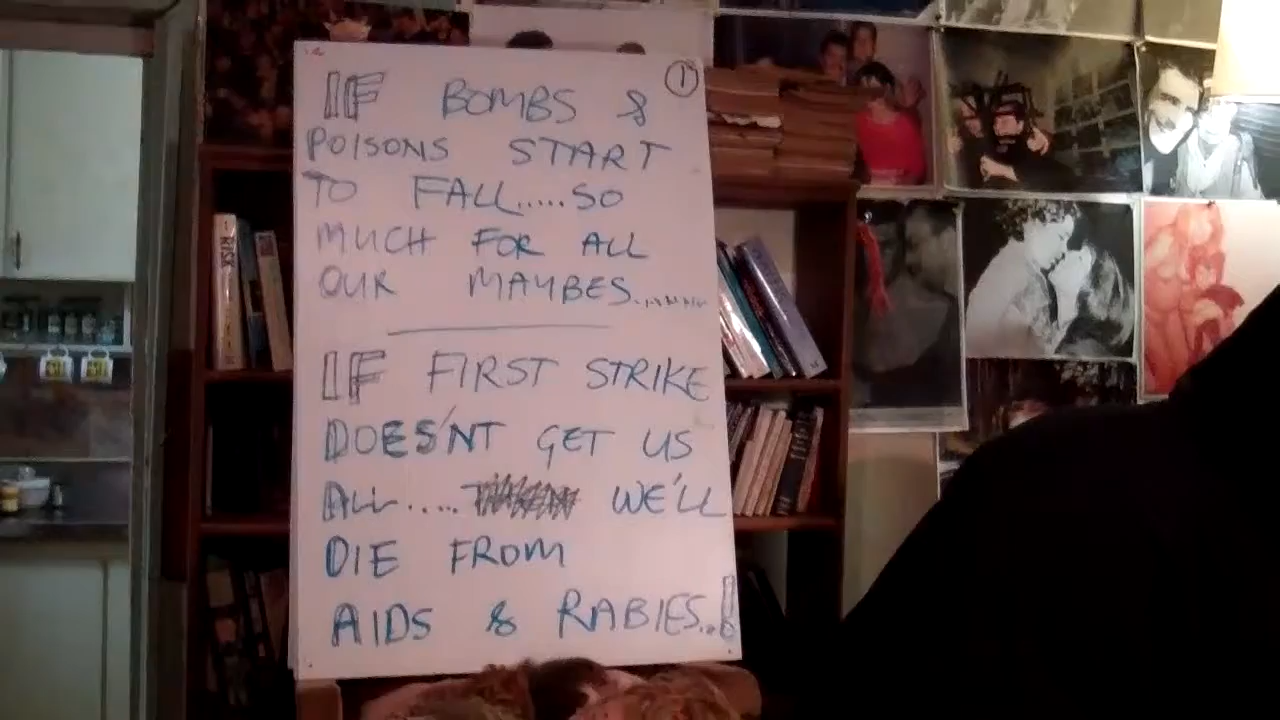 ①
IF BOMBS &
POISONS START
TO FALL.....SO
MUCH FOR ALL
OUR MAYBES.........
IF FIRST STRIKE
DOES'NT GET US
ALL..... WE'LL
DIE FROM
AIDS & RABIES..!
RISK